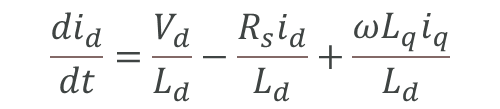 di_d/dt = V_d/L_d − R_s i_d/L_d + ωL_q i_q/L_d